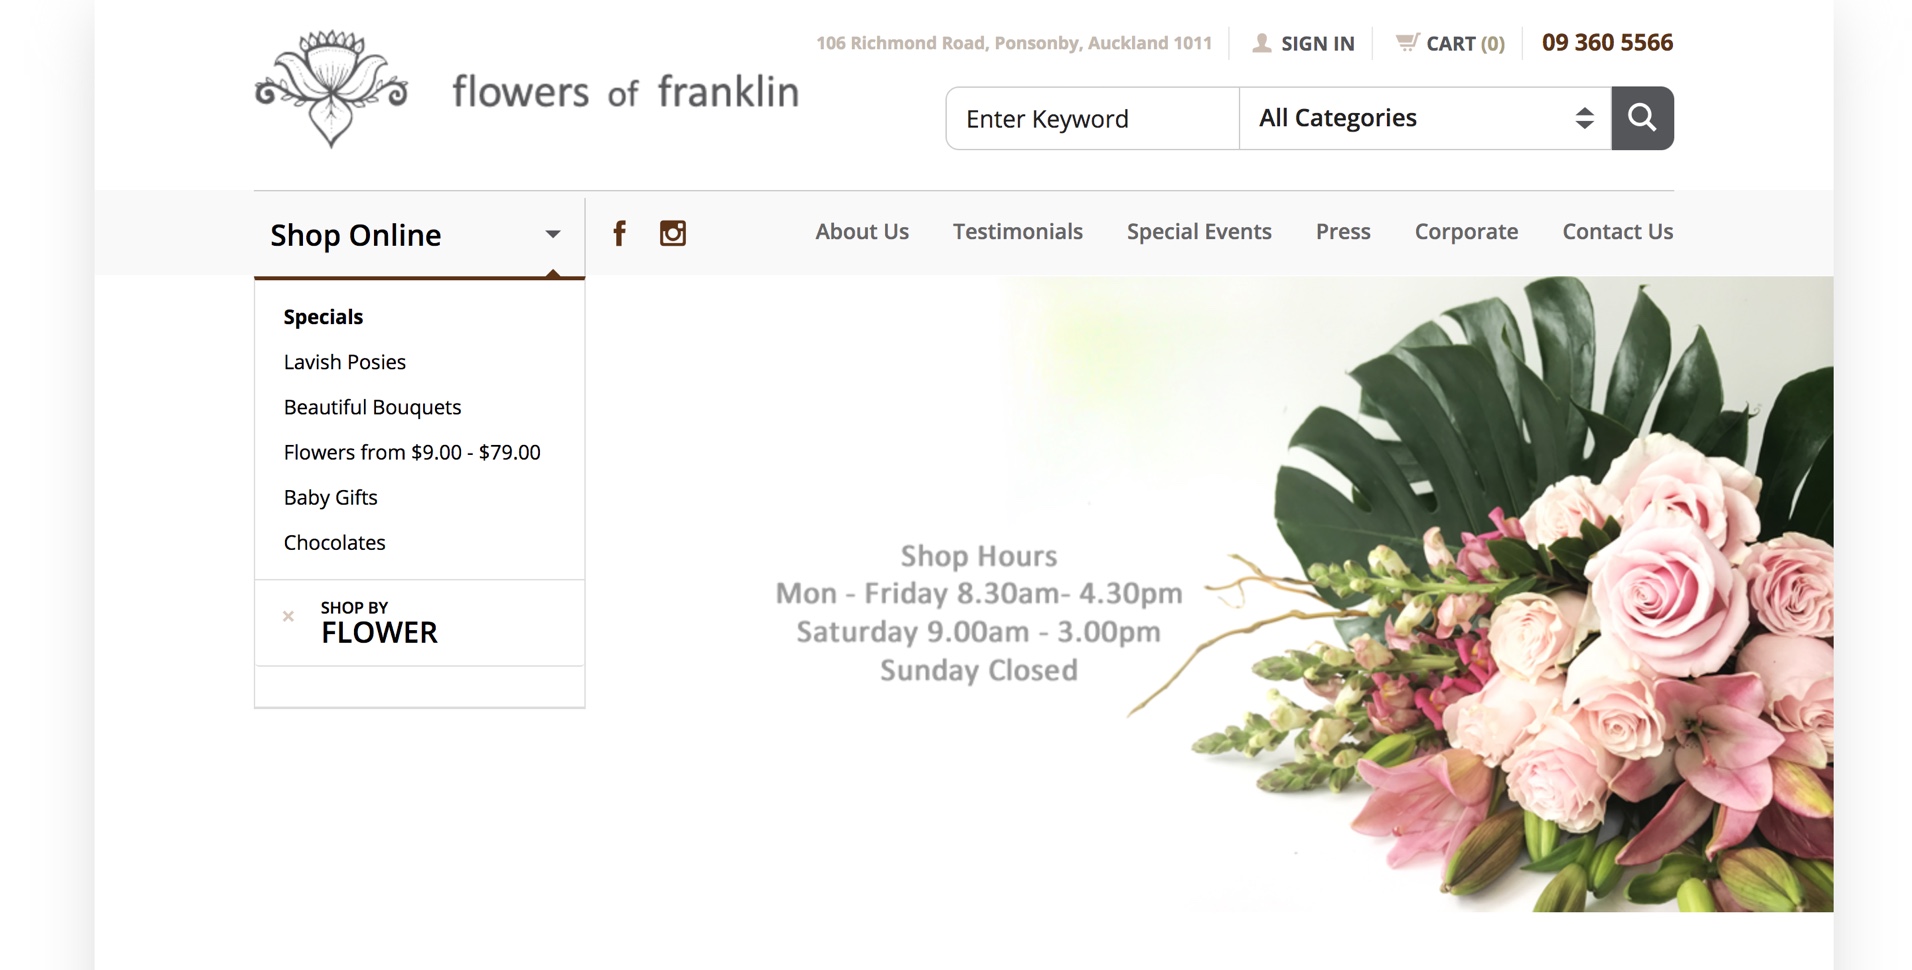 flowers of franklin
106 Richmond Road, Ponsonby, Auckland 1011
SIGN IN
CART (0)
09 360 5566
Enter Keyword
All Categories
Shop Online
About Us
Testimonials
Special Events
Press
Corporate
Contact Us
Specials
Lavish Posies
Beautiful Bouquets
Flowers from $9.00 - $79.00
Baby Gifts
Chocolates
SHOP BY
FLOWER
Shop Hours
Mon - Friday 8.30am- 4.30pm
Saturday 9.00am - 3.00pm
Sunday Closed